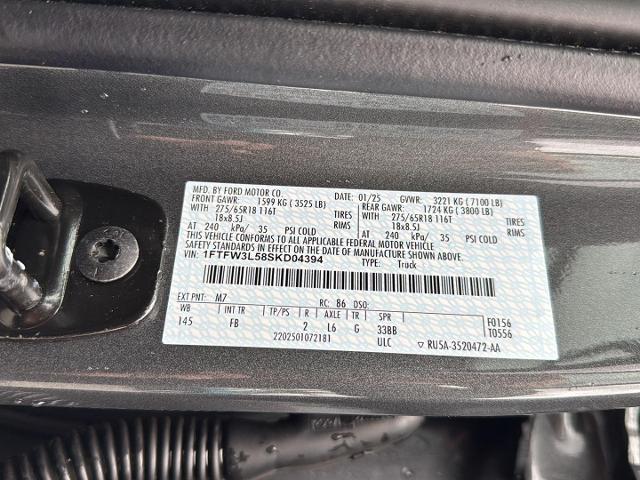 MFD. BY FORD MOTOR CO. 01/25 GVWR: 3221 KG ( 7100 LB)
FRONT GAWR: 1599 KG ( 3525 LB) REAR GAWR: 1724 KG ( 3800 LB)
WITH 275/65R18 116T TIRES WITH 275/65R18 116T TIRES
18x8.5J RIMS 18x8.5J RIMS
AT 240 kPa/ 35 PSI COLD AT 240 kPa/ 35 PSI COLD
THIS VEHICLE CONFORMS TO ALL APPLICABLE FEDERAL MOTOR VEHICLE
SAFETY STANDARDS IN EFFECT ON THE DATE OF MANUFACTURE SHOWN ABOVE.
VIN: 1FTFW3L58SKD04394 TYPE: Truck
EXT PNT: M7 RC: 86 DSO:
WB INT TR TP/PS R AXLE TR SPR F0156
145 FB 2 L6 G 33BB T0556
2202501072181 ULC ▽ RU5A-3520472-AA